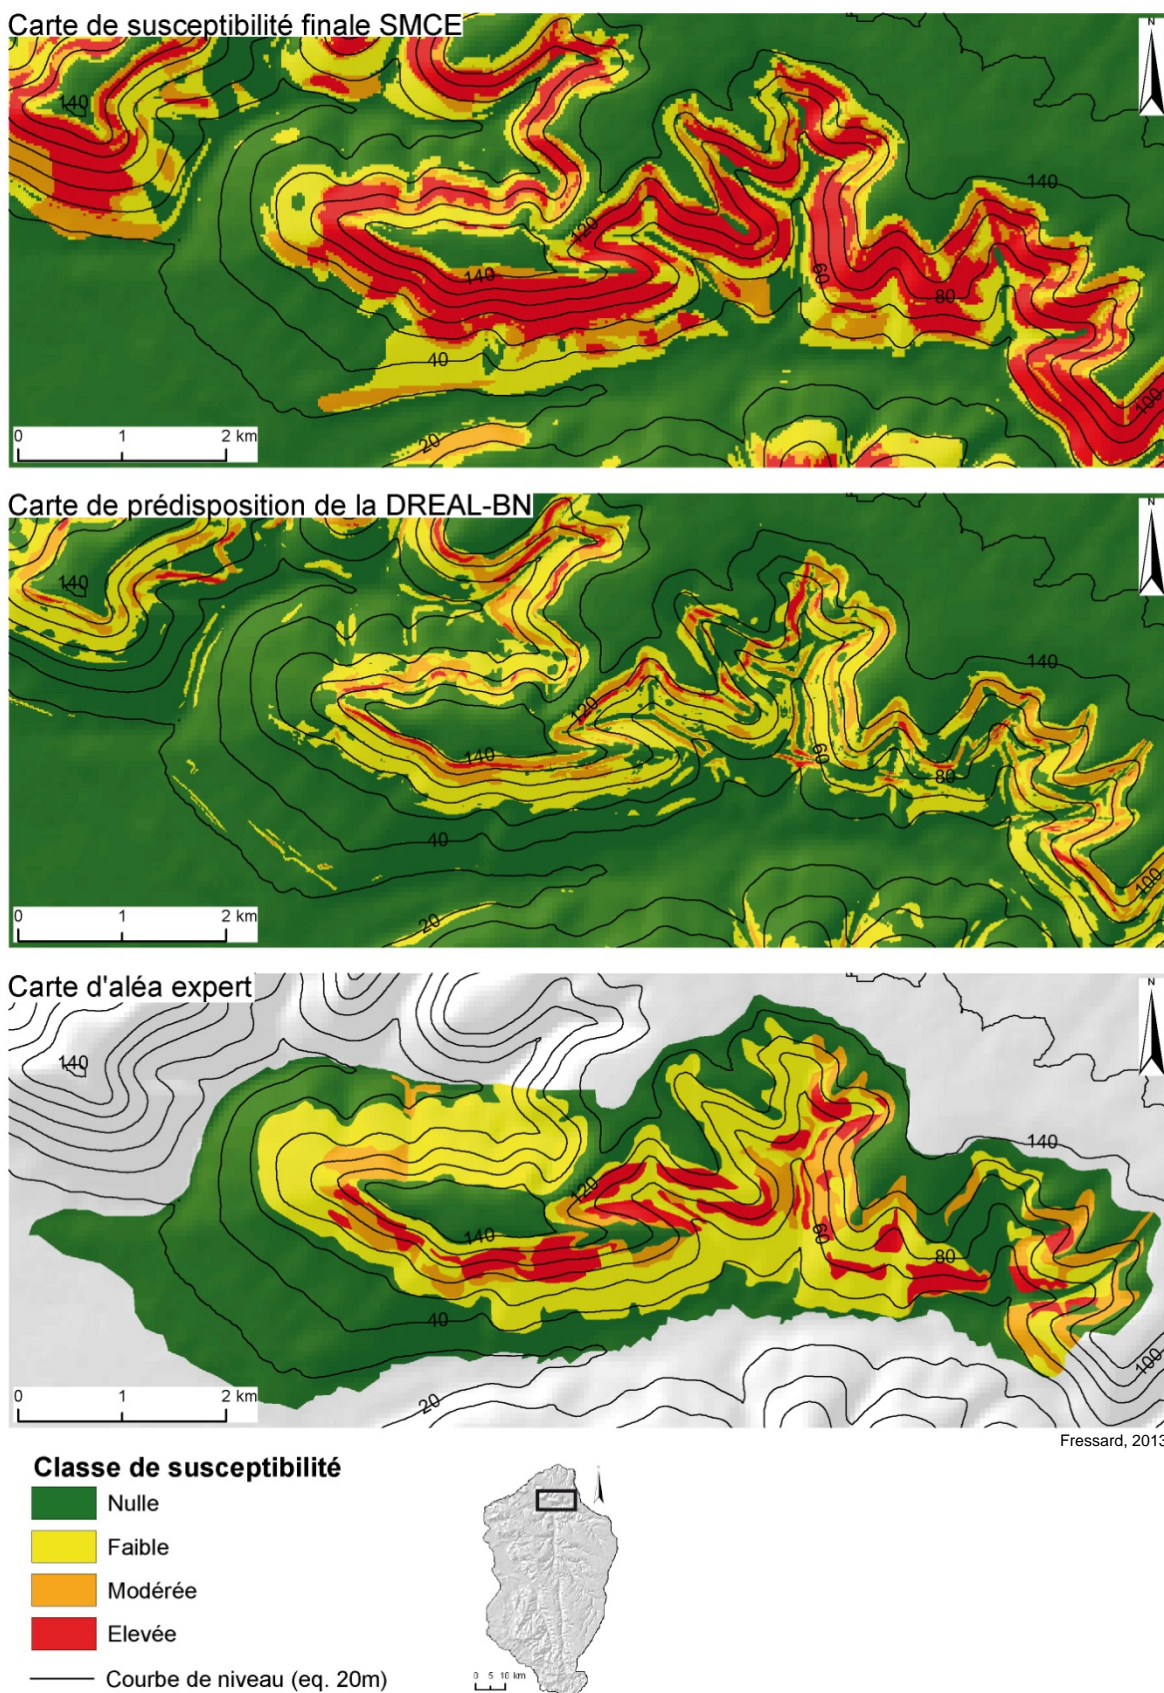 Carte de susceptibilité finale SMCE
N
140
140
120
140
60
80
40
100
20
0 1 2 km
Carte de prédisposition de la DREAL-BN
N
140
140
120
140
60
80
40
100
20
0 1 2 km
Carte d'aléa expert
N
140
140
120
140
60
80
40
100
20
0 1 2 km
Fressard, 2013
Classe de susceptibilité
Nulle
Faible
Modérée
Elevée
Courbe de niveau (eq. 20m)
0 5 10 km